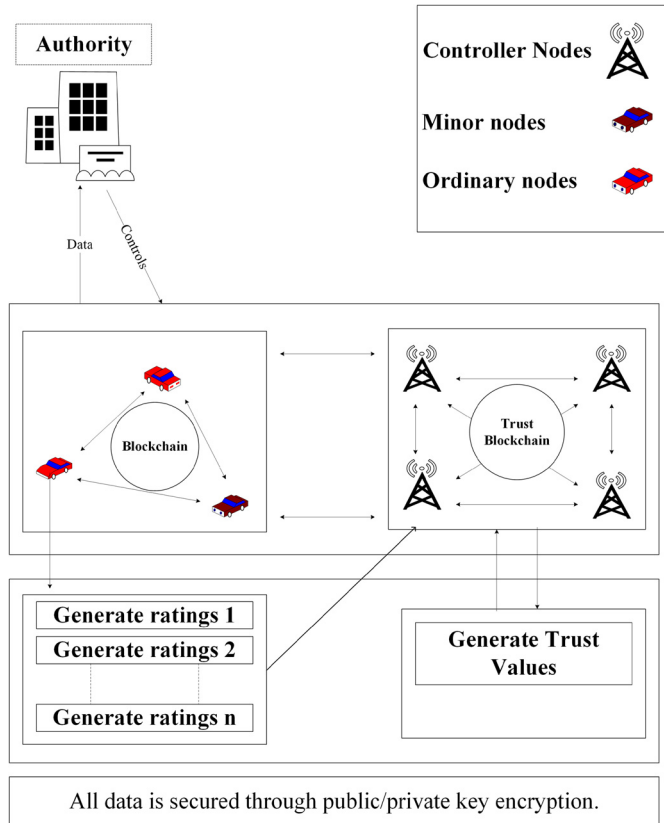 Authority
Controller Nodes
Minor nodes
Ordinary nodes
Data
Controls
Blockchain
Trust
Blockchain
Generate ratings 1
Generate ratings 2
Generate ratings n
Generate Trust
Values
All data is secured through public/private key encryption.